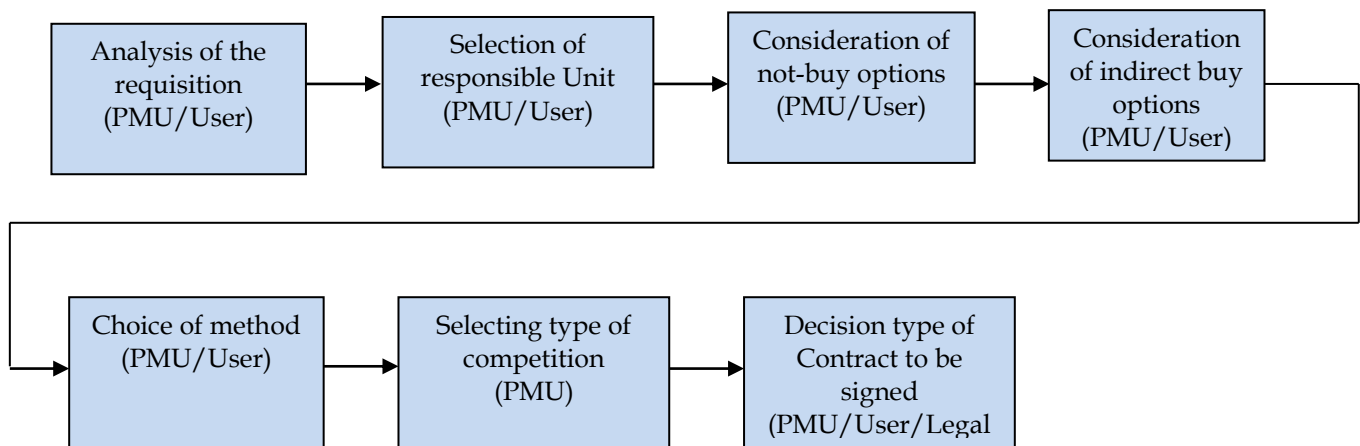 Analysis of the
requisition
(PMU/User)
Selection of
responsible Unit
(PMU/User)
Consideration of
not-buy options
(PMU/User)
Consideration
of indirect buy
options
(PMU/User)
Choice of method
(PMU/User)
Selecting type of
competition
(PMU)
Decision type of
Contract to be
signed
(PMU/User/Legal